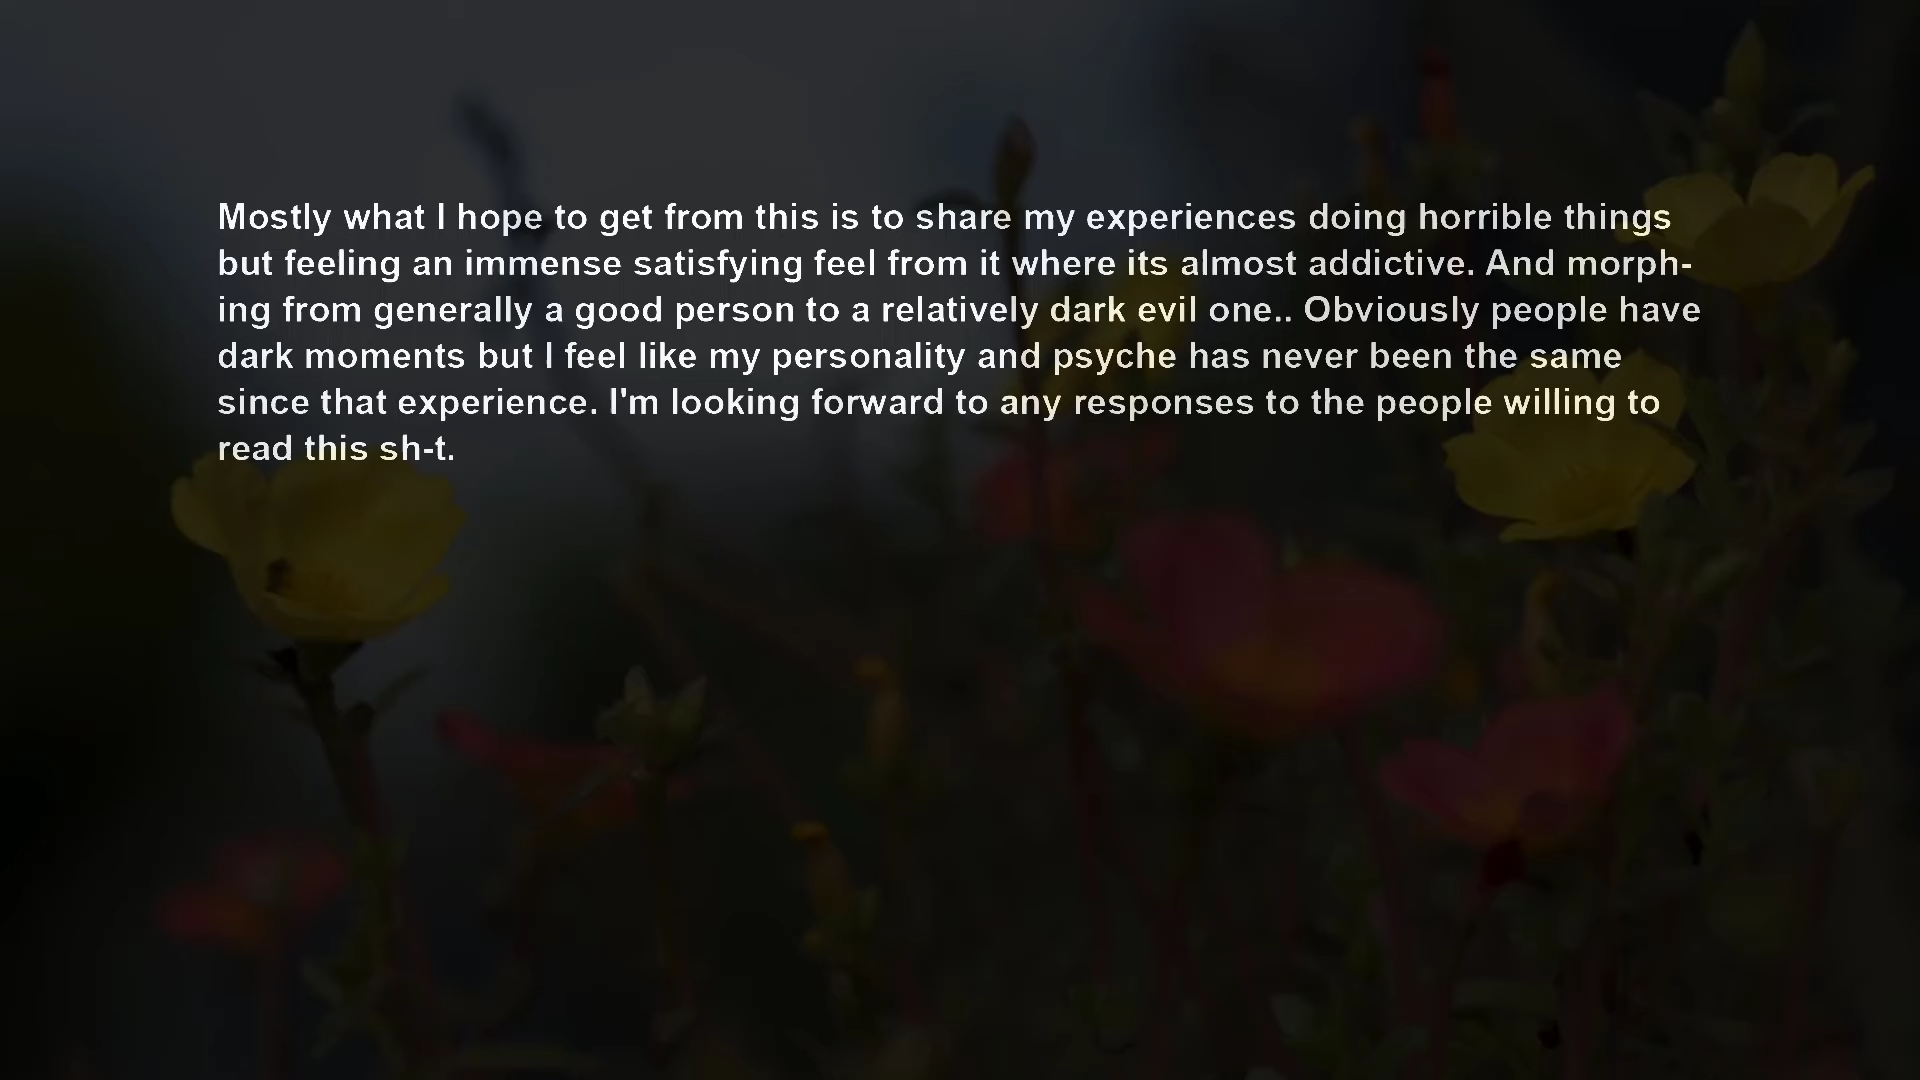 Mostly what I hope to get from this is to share my experiences doing horrible things
but feeling an immense satisfying feel from it where its almost addictive. And morph-
ing from generally a good person to a relatively dark evil one.. Obviously people have
dark moments but I feel like my personality and psyche has never been the same
since that experience. I'm looking forward to any responses to the people willing to
read this sh-t.